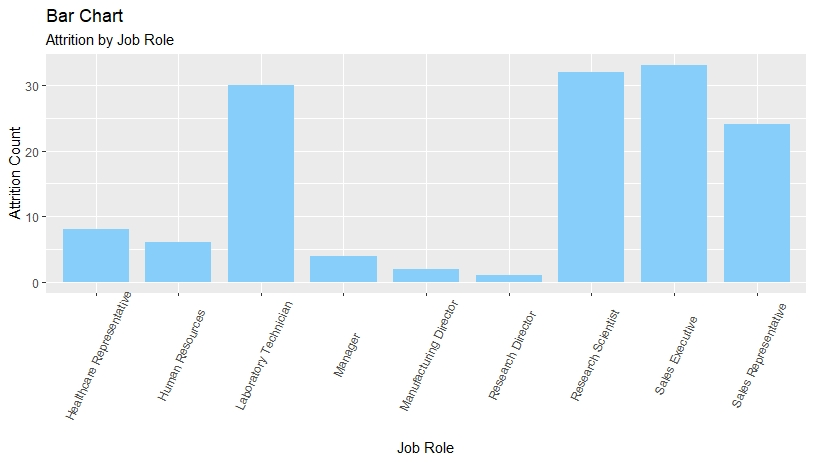 Bar Chart
Attrition by Job Role
Attrition Count
30
20
10
0
Healthcare Representative
Human Resources
Laboratory Technician
Manager
Manufacturing Director
Research Director
Research Scientist
Sales Executive
Sales Representative
Job Role